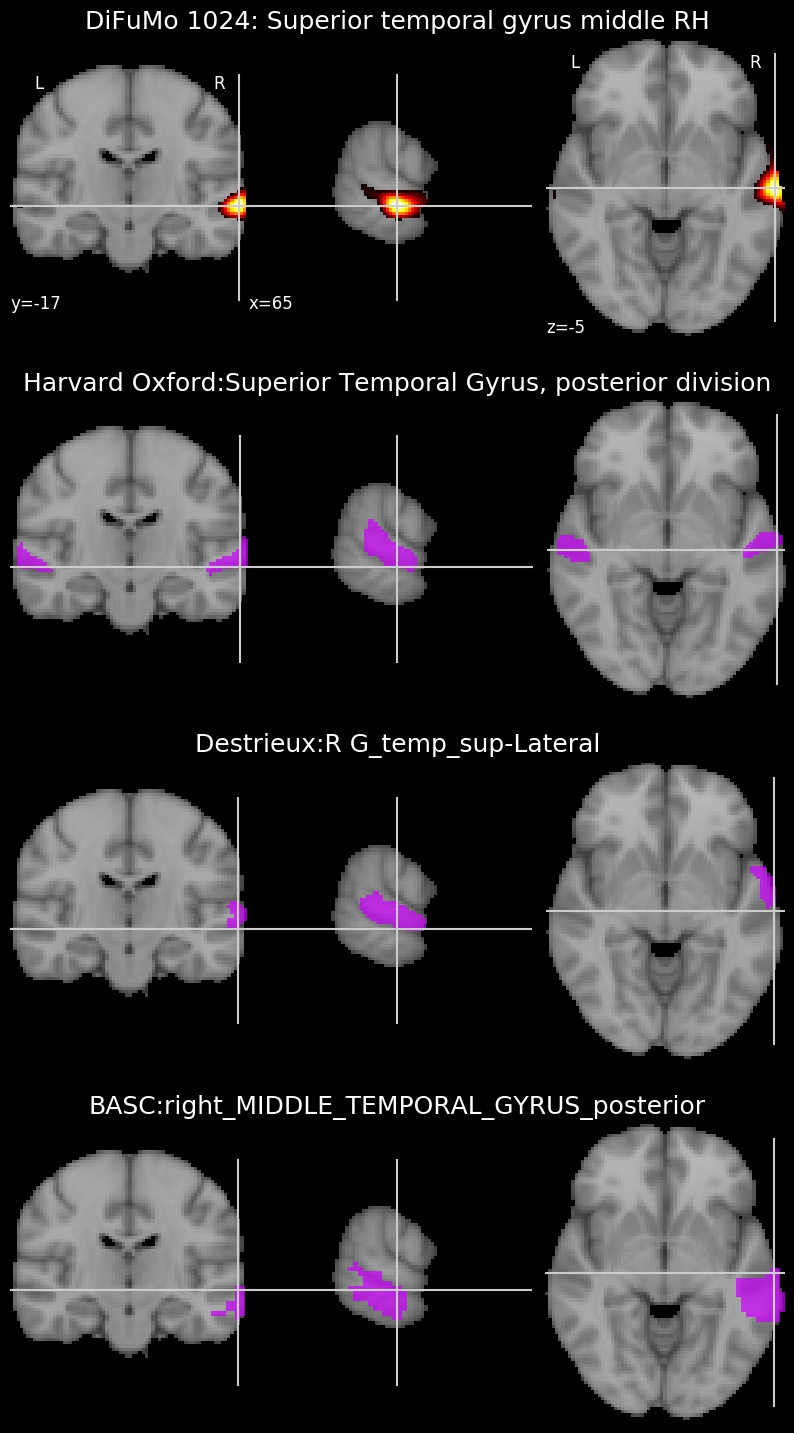 DiFuMo 1024: Superior temporal gyrus middle RH
L R L R
y=-17 x=65 z=-5
Harvard Oxford:Superior Temporal Gyrus, posterior division
Destrieux:R G_temp_sup-Lateral
BASC:right_MIDDLE_TEMPORAL_GYRUS_posterior